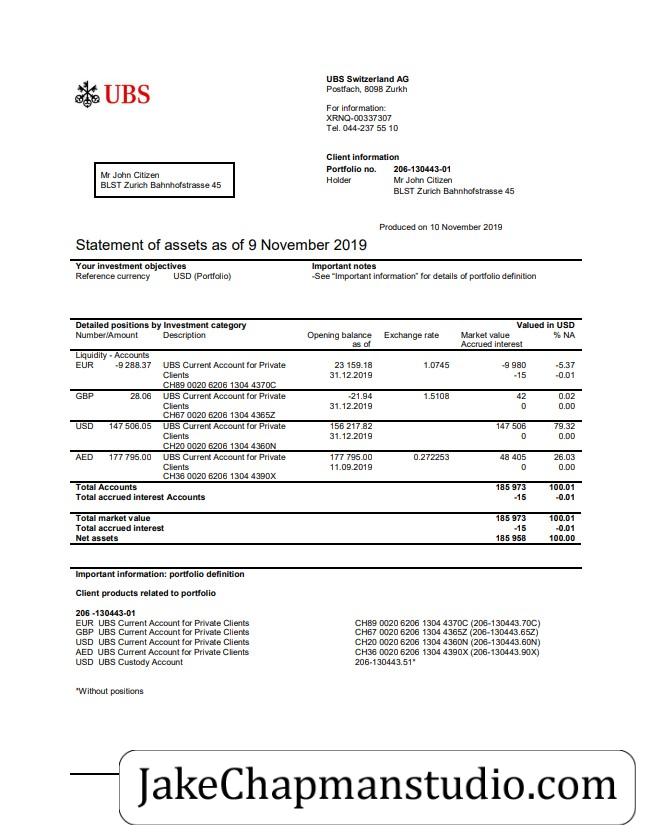 UBS
UBS Switzerland AG
Postfach, 8098 Zurkh
For information:
XRNQ-00337307
Tel. 044-237 55 10
Mr John Citizen
BLST Zurich Bahnhofstrasse 45
Client information
Portfolio no. 206-130443-01
Holder Mr John Citizen
BLST Zurich Bahnhofstrasse 45
Produced on 10 November 2019
Statement of assets as of 9 November 2019
Your investment objectives Important notes
Reference currency USD (Portfolio) -See “Important information” for details of portfolio definition
Detailed positions by Investment category Valued in USD
Number/Amount Description Opening balance Exchange rate Market value % NA
as of Accrued interest
Liquidity - Accounts
EUR -9 288.37 UBS Current Account for Private 23 159.18 1.0745 -9 980 -5.37
Clients 31.12.2019 -15 -0.01
CH89 0020 6206 1304 4370C
GBP 28.06 UBS Current Account for Private -21.94 1.5108 42 0.02
Clients 31.12.2019 0 0.00
CH67 0020 6206 1304 4365Z
USD 147 506.05 UBS Current Account for Private 156 217.82 147 506 79.32
Clients 31.12.2019 0 0.00
CH20 0020 6206 1304 4360N
AED 177 795.00 UBS Current Account for Private 177 795.00 0.272253 48 405 26.03
Clients 11.09.2019 0 0.00
CH36 0020 6206 1304 4390X
Total Accounts 185 973 100.01
Total accrued interest Accounts -15 -0.01
Total market value 185 973 100.01
Total accrued interest -15 -0.01
Net assets 185 958 100.00
Important information: portfolio definition
Client products related to portfolio
206 -130443-01
EUR UBS Current Account for Private Clients CH89 0020 6206 1304 4370C (206-130443.70C)
GBP UBS Current Account for Private Clients CH67 0020 6206 1304 4365Z (206-130443.65Z)
USD UBS Current Account for Private Clients CH20 0020 6206 1304 4360N (206-130443.60N)
AED UBS Current Account for Private Clients CH36 0020 6206 1304 4390X (206-130443.90X)
USD UBS Custody Account 206-130443.51*
*Without positions
JakeChapmanstudio.com